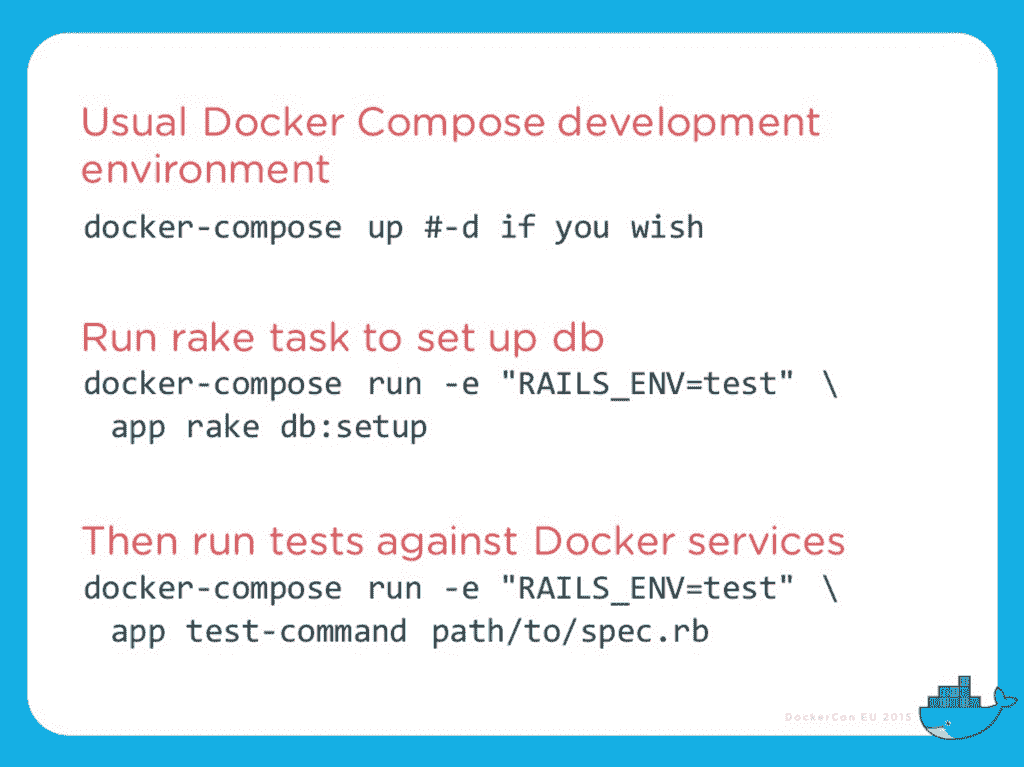 Usual Docker Compose development
environment
docker-compose up #-d if you wish
Run rake task to set up db
docker-compose run -e "RAILS_ENV=test" \
app rake db:setup
Then run tests against Docker services
docker-compose run -e "RAILS_ENV=test" \
app test-command path/to/spec.rb
DockerCon EU 2015